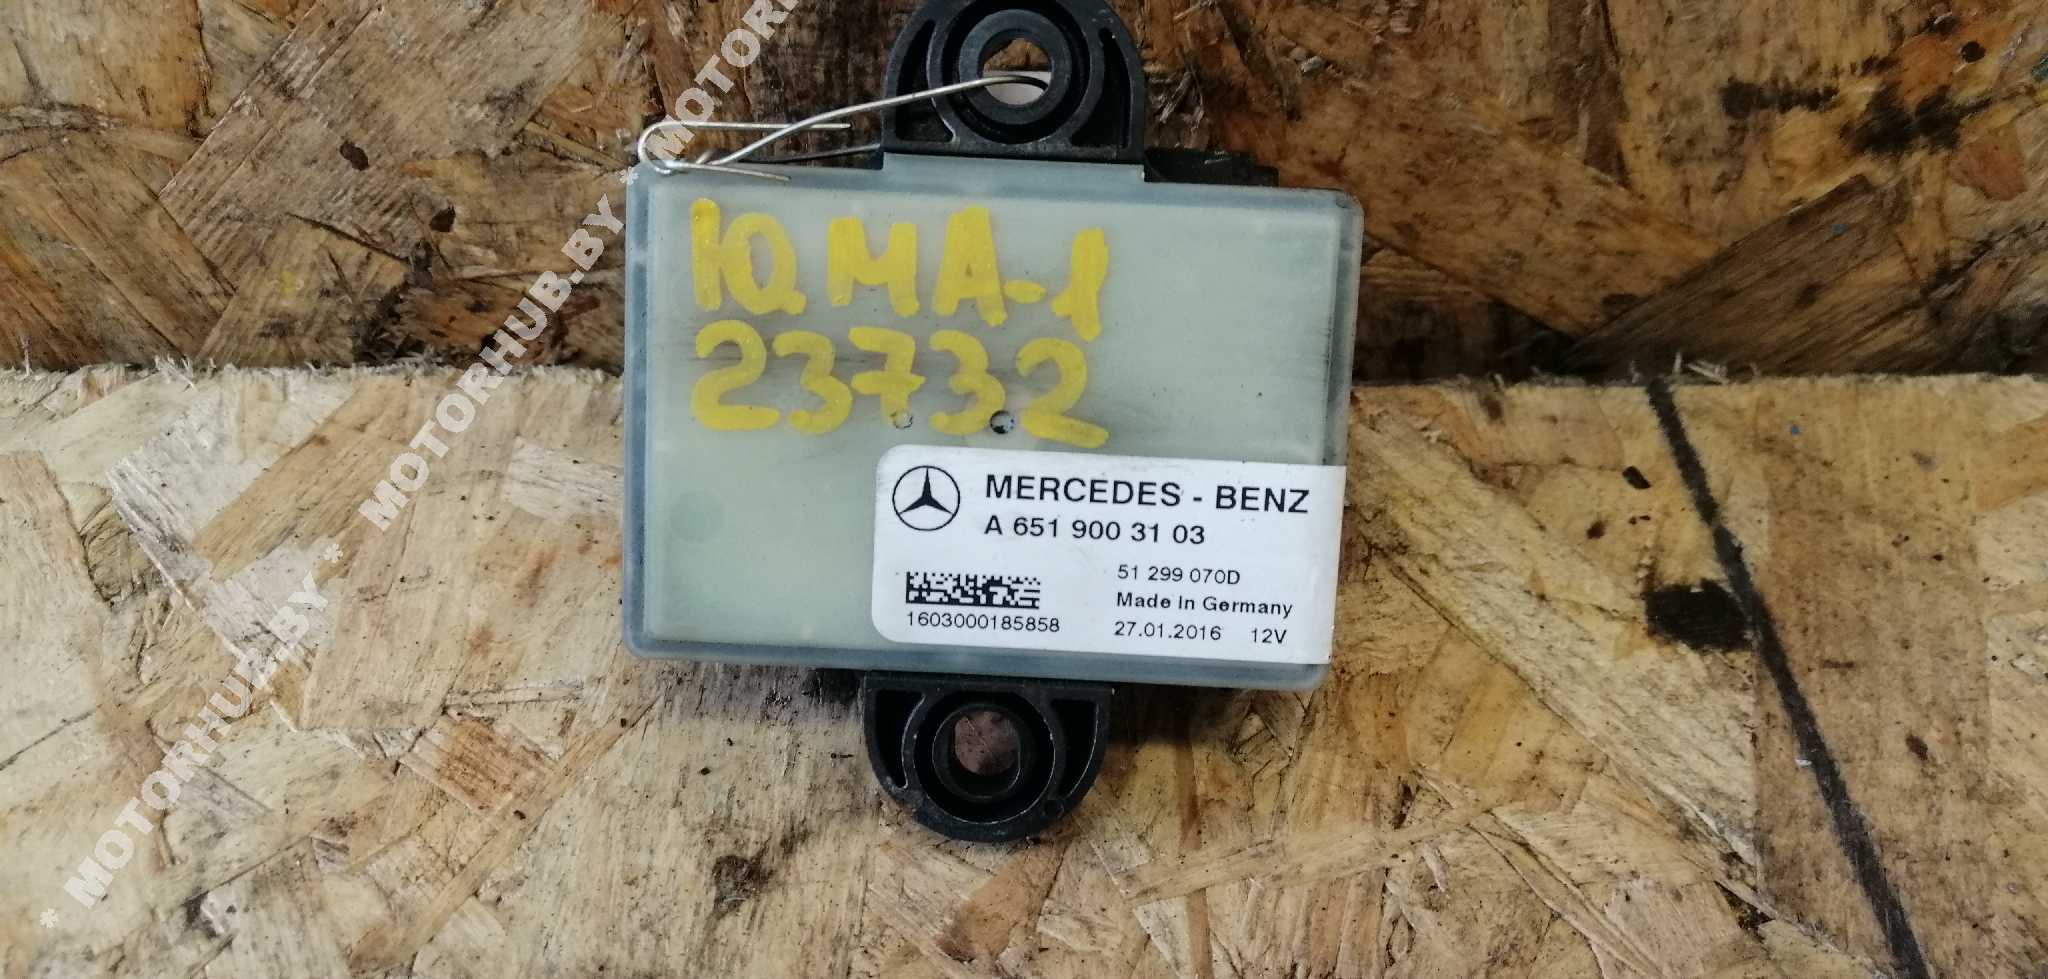 Ю.МА-1
23732
MERCEDES - BENZ
A 651 900 31 03
51 299 070D
Made In Germany
1603000185858
27.01.2016 12V
* MOTORHUB.BY * MOTORHUB.BY * MOTORHUB.BY * MOTORH